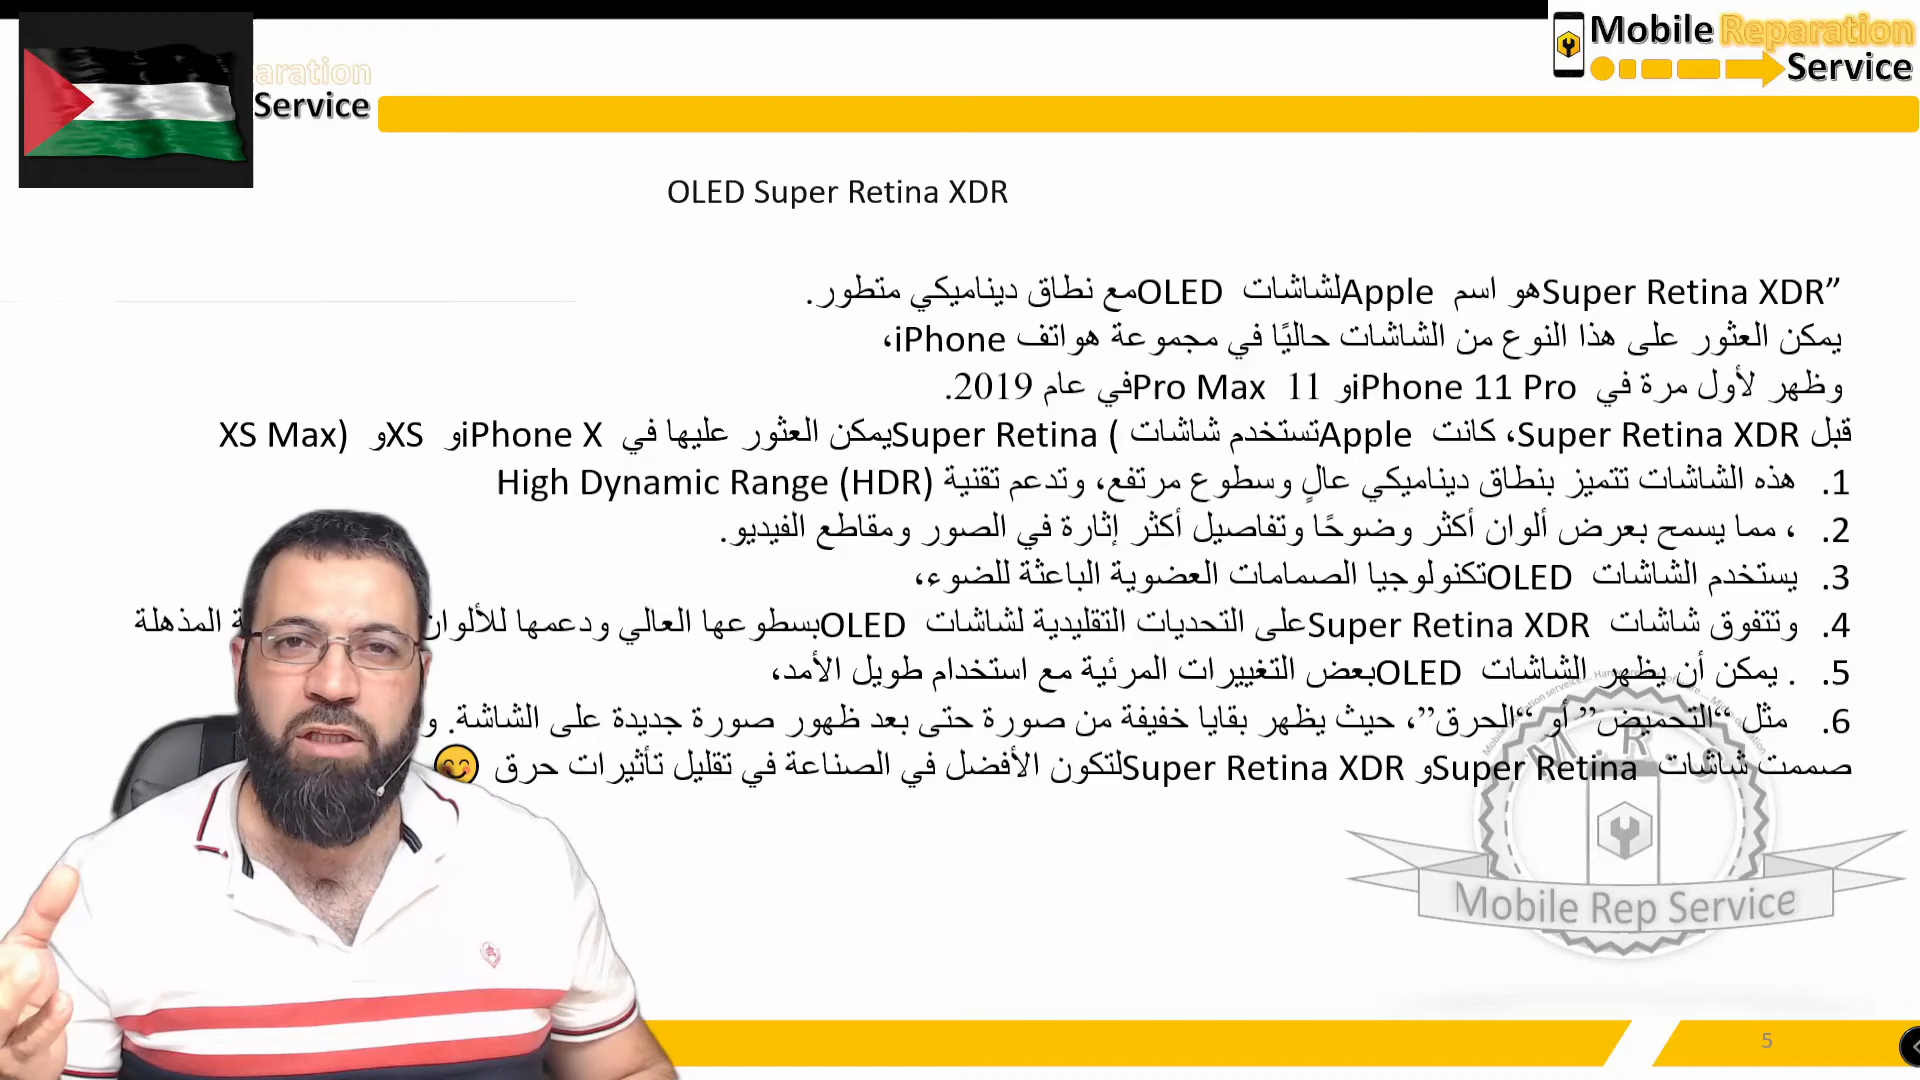 Mobile Reparation
Service
aration
Service
OLED Super Retina XDR
”Super Retina XDR هو اسم Apple لشاشات OLED مع نطاق ديناميكي متطور.
يمكن العثور على هذا النوع من الشاشات حاليًا في مجموعة هواتف iPhone،
وظهر لأول مرة في iPhone 11 Pro و 11 Pro Max في عام 2019.
قبل Super Retina XDR، كانت Apple تستخدم شاشات Super Retina ( يمكن العثور عليها في iPhone X و XS و XS Max)
1. هذه الشاشات تتميز بنطاق ديناميكي عالٍ وسطوع مرتفع، وتدعم تقنية High Dynamic Range (HDR)
2. ، مما يسمح بعرض ألوان أكثر وضوحًا وتفاصيل أكثر إثارة في الصور ومقاطع الفيديو.
3. يستخدم الشاشات OLED تكنولوجيا الصمامات العضوية الباعثة للضوء،
4. وتتفوق شاشات Super Retina XDR على التحديات التقليدية لشاشات OLED بسطوعها العالي ودعمها للألوان المذهلة
5. . يمكن أن يظهر الشاشات OLED بعض التغييرات المرئية مع استخدام طويل الأمد،
6. مثل “التحميض” أو “الحرق”، حيث يظهر بقايا خفيفة من صورة حتى بعد ظهور صورة جديدة على الشاشة. و
صممت شاشات Super Retina و Super Retina XDR لتكون الأفضل في الصناعة في تقليل تأثيرات حرق 😊
M R S
Mobile Rep Service
5